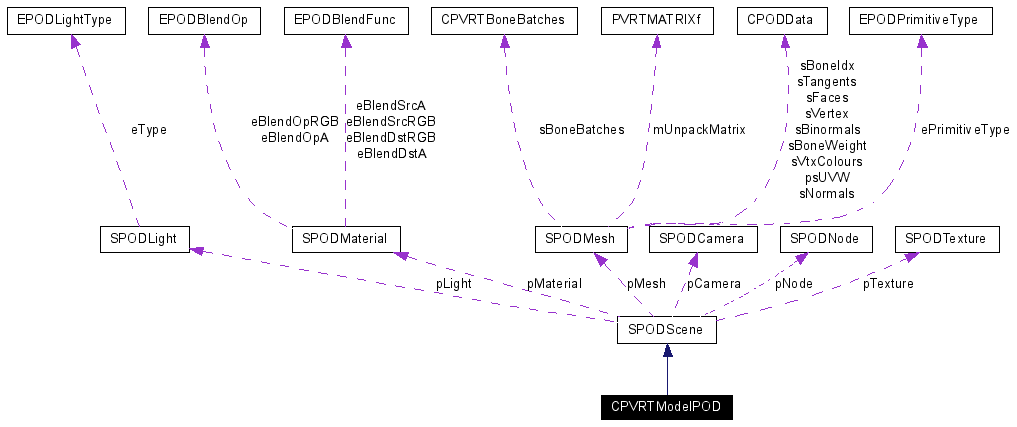 EPODLightType
EPODBlendOp
EPODBlendFunc
CPVRTBoneBatches
PVRTMATRIXf
CPODData
EPODPrimitiveType
eType
eBlendOpRGB
eBlendOpA
eBlendSrcA
eBlendSrcRGB
eBlendDstRGB
eBlendDstA
sBoneBatches
mUnpackMatrix
sBoneIdx
sTangents
sFaces
sVertex
sBinormals
sBoneWeight
sVtxColours
psUVW
sNormals
ePrimitiveType
SPODLight
SPODMaterial
SPODMesh
SPODCamera
SPODNode
SPODTexture
pLight
pMaterial
pMesh
pCamera
pNode
pTexture
SPODScene
CPVRTModelPOD